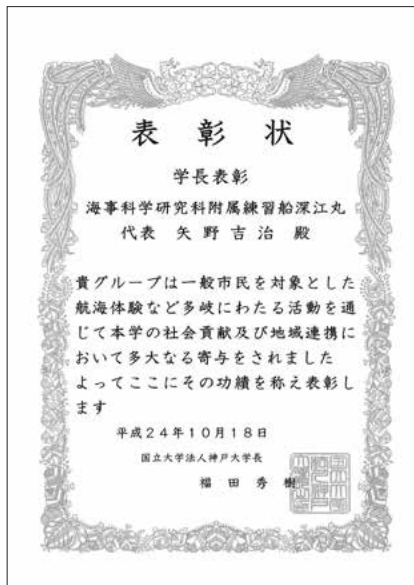 表彰状
学長表彰
海事科学研究科附属練習船深江丸
代表 矢野吉治 殿
貴グループは一般市民を対象とした
航海体験など多岐にわたる活動を通
じて本学の社会貢献及び地域連携に
おいて多大なる寄与をされました
よってここにその功績を称え表彰し
ます
平成24年10月18日
国立大学法人神戸大学長
福田秀樹